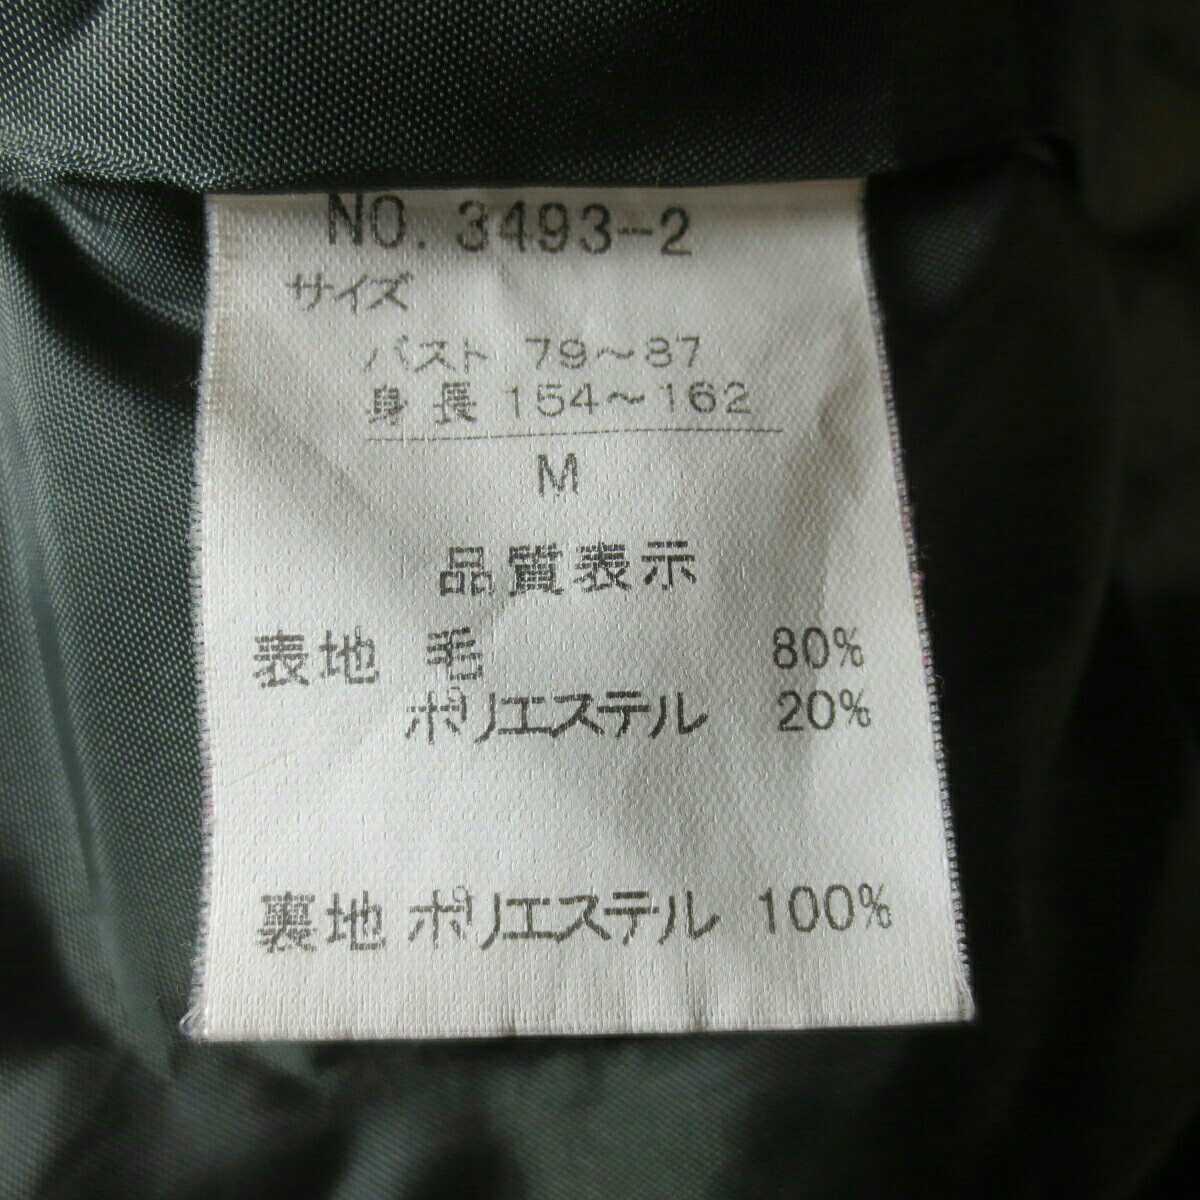 NO. 3493-2
サイズ
バスト 79〜87
身長 154〜162
M
品質表示
表地 毛 80%
ポリエステル 20%
裏地 ポリエステル 100%